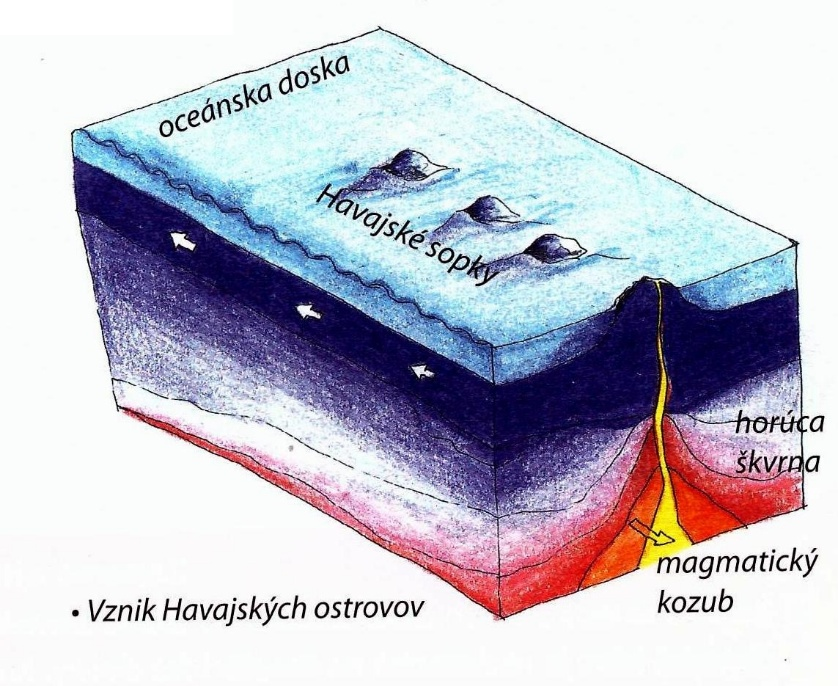 oceánska doska
Havajské sopky
horúca
škvrna
magmatický
kozub
• Vznik Havajských ostrovov